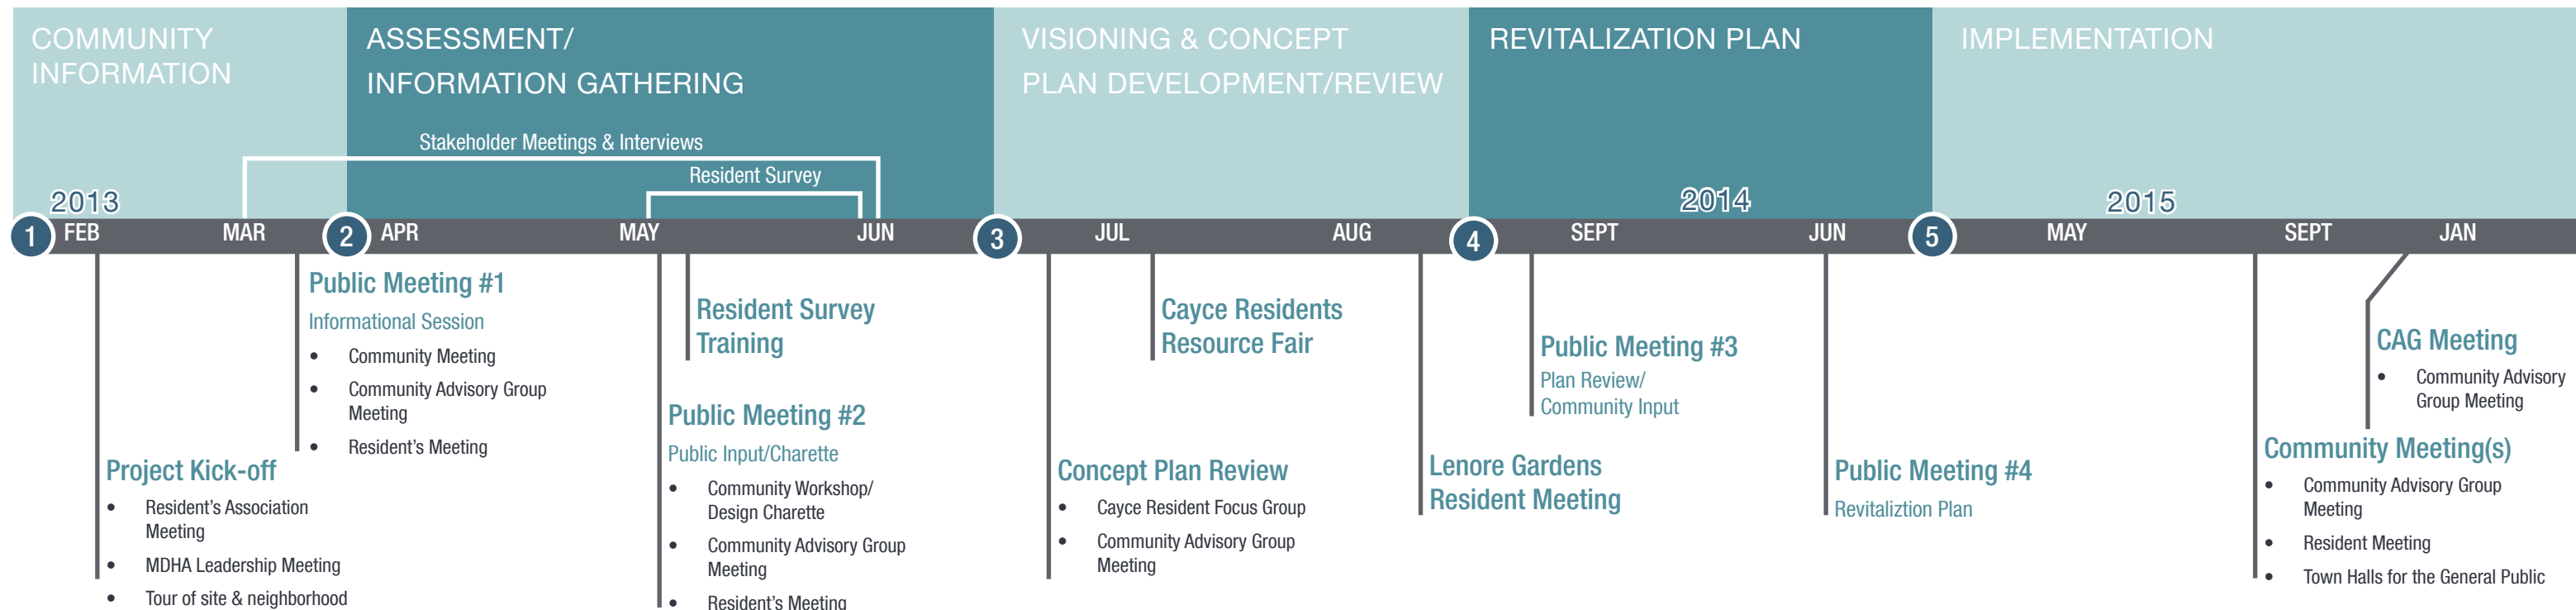 COMMUNITY
INFORMATION
ASSESSMENT/
INFORMATION GATHERING
VISIONING & CONCEPT
PLAN DEVELOPMENT/REVIEW
REVITALIZATION PLAN
IMPLEMENTATION
Stakeholder Meetings & Interviews
Resident Survey
2013
2014
2015
1 FEB MAR 2 APR MAY JUN 3 JUL AUG 4 SEPT JUN 5 MAY SEPT JAN
Project Kick-off
• Resident's Association
Meeting
• MDHA Leadership Meeting
• Tour of site & neighborhood
Public Meeting #1
Informational Session
• Community Meeting
• Community Advisory Group
Meeting
• Resident's Meeting
Resident Survey
Training
Public Meeting #2
Public Input/Charette
• Community Workshop/
Design Charette
• Community Advisory Group
Meeting
• Resident's Meeting
Concept Plan Review
• Cayce Resident Focus Group
• Community Advisory Group
Meeting
Cayce Residents
Resource Fair
Lenore Gardens
Resident Meeting
Public Meeting #3
Plan Review/
Community Input
Public Meeting #4
Revitaliztion Plan
CAG Meeting
• Community Advisory
Group Meeting
Community Meeting(s)
• Community Advisory Group
Meeting
• Resident Meeting
• Town Halls for the General Public